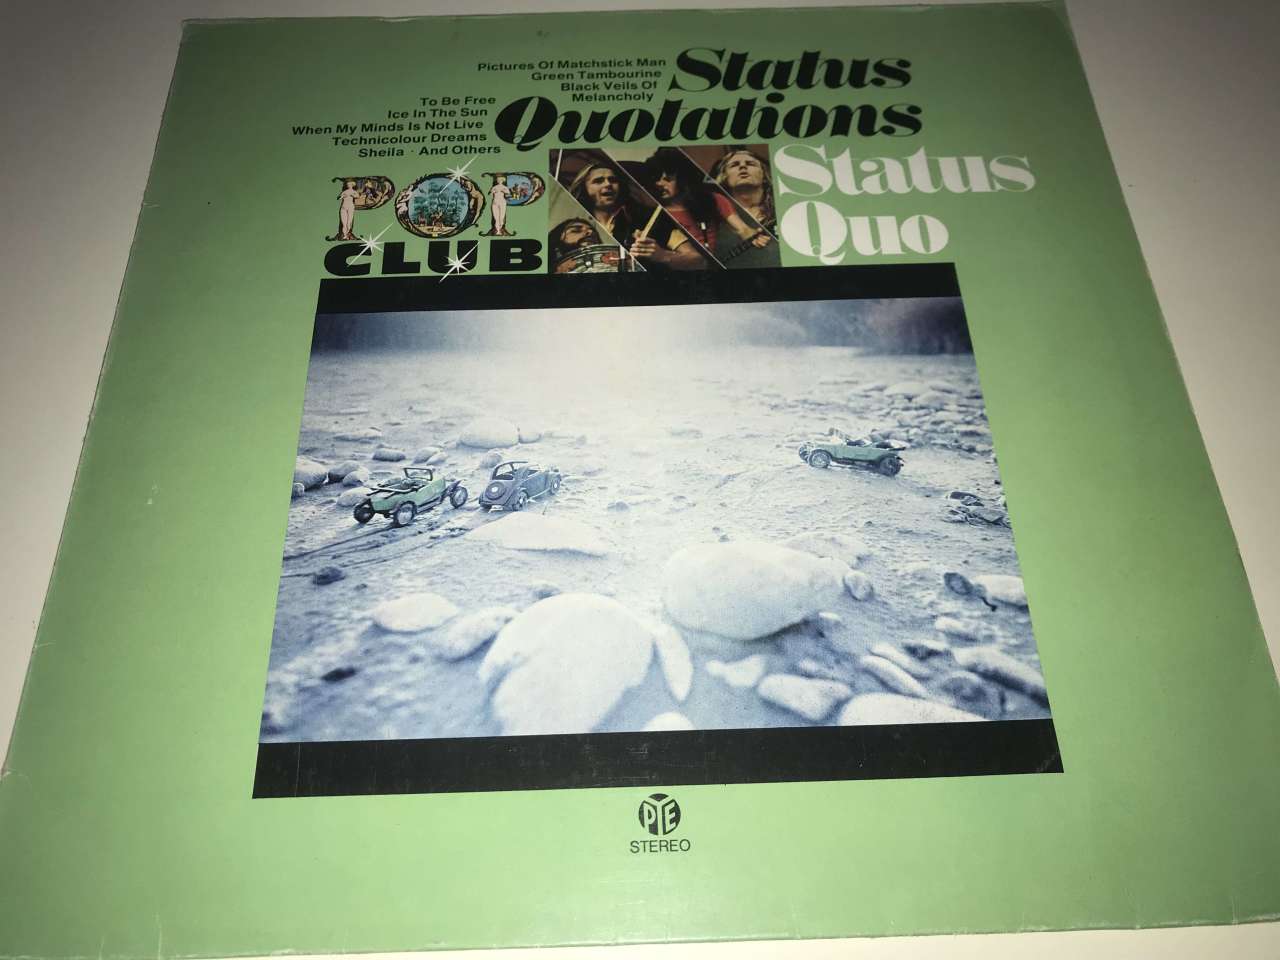 Pictures Of Matchstick Man
Green Tambourine
Black Veils Of
Melancholy
To Be Free
Ice In The Sun
When My Minds Is Not Live
Technicolour Dreams
Sheila · And Others
Status
Quotations
Status
Quo
POP
CLUB
PYE
STEREO